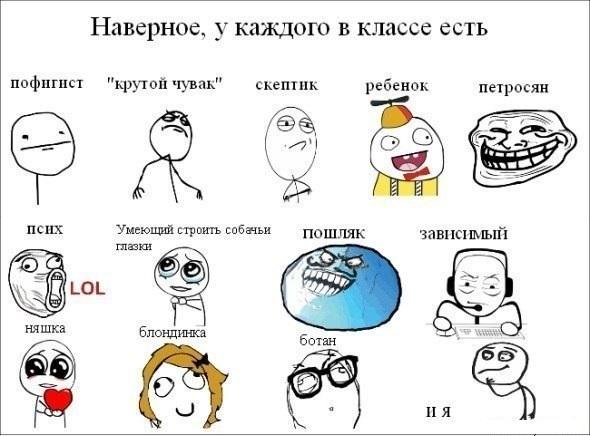 Наверное, у каждого в классе есть
пофигист "крутой чувак" скептик ребенок петросян
псих Умеющий строить собачьи глазки пошляк зависимый
LOL
няшка блондинка ботан
и я